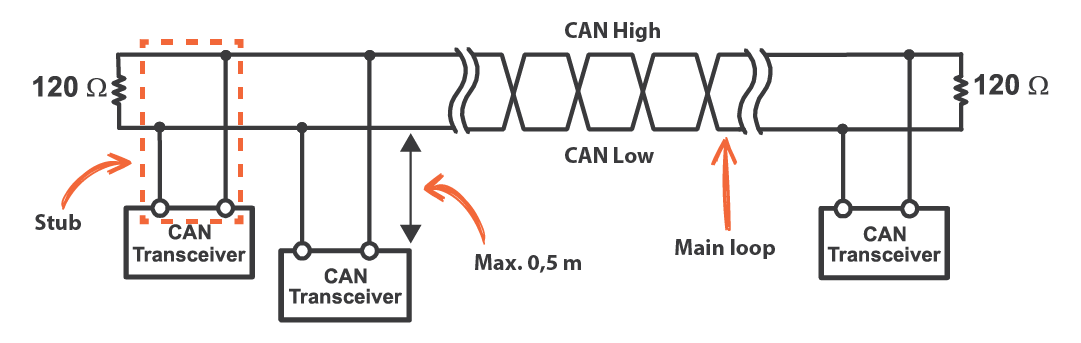 CAN High
120 Ω
120 Ω
CAN Low
Stub
CAN
Transceiver
CAN
Transceiver
Max. 0,5 m
Main loop
CAN
Transceiver